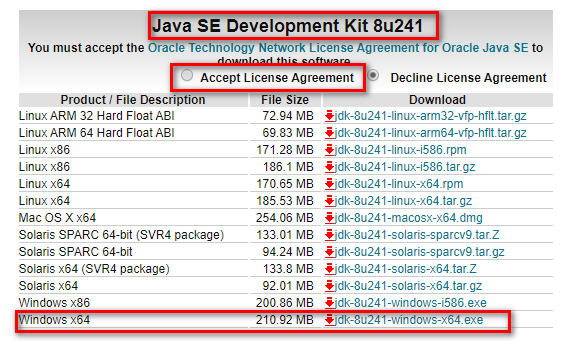 Java SE Development Kit 8u241
You must accept the Oracle Technology Network License Agreement for Oracle Java SE to
download this software.
Accept License Agreement Decline License Agreement
Product / File Description File Size Download
Linux ARM 32 Hard Float ABI 72.94 MB jdk-8u241-linux-arm32-vfp-hflt.tar.gz
Linux ARM 64 Hard Float ABI 69.83 MB jdk-8u241-linux-arm64-vfp-hflt.tar.gz
Linux x86 171.28 MB jdk-8u241-linux-i586.rpm
Linux x86 186.1 MB jdk-8u241-linux-i586.tar.gz
Linux x64 170.65 MB jdk-8u241-linux-x64.rpm
Linux x64 185.53 MB jdk-8u241-linux-x64.tar.gz
Mac OS X x64 254.06 MB jdk-8u241-macosx-x64.dmg
Solaris SPARC 64-bit (SVR4 package) 133.01 MB jdk-8u241-solaris-sparcv9.tar.Z
Solaris SPARC 64-bit 94.24 MB jdk-8u241-solaris-sparcv9.tar.gz
Solaris x64 (SVR4 package) 133.8 MB jdk-8u241-solaris-x64.tar.Z
Solaris x64 92.01 MB jdk-8u241-solaris-x64.tar.gz
Windows x86 200.86 MB jdk-8u241-windows-i586.exe
Windows x64 210.92 MB jdk-8u241-windows-x64.exe